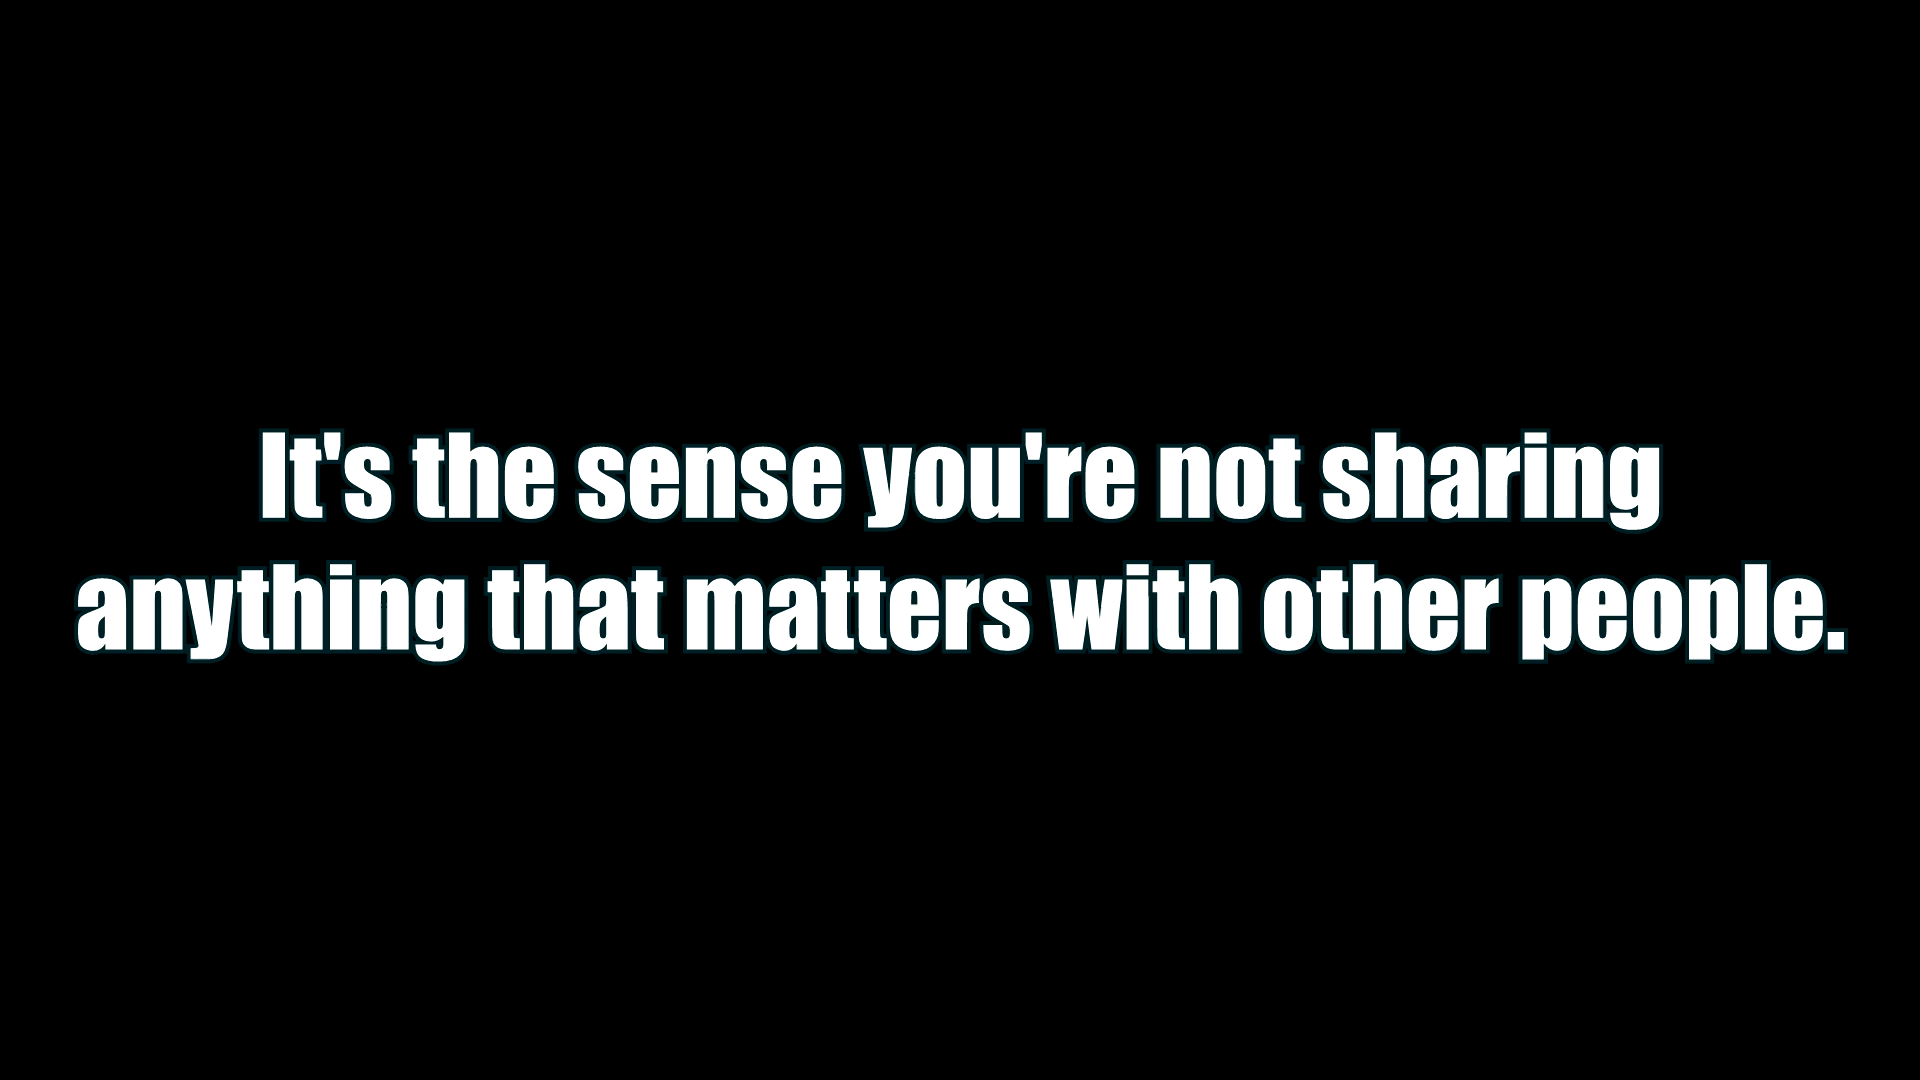 It's the sense you're not sharing
anything that matters with other people.